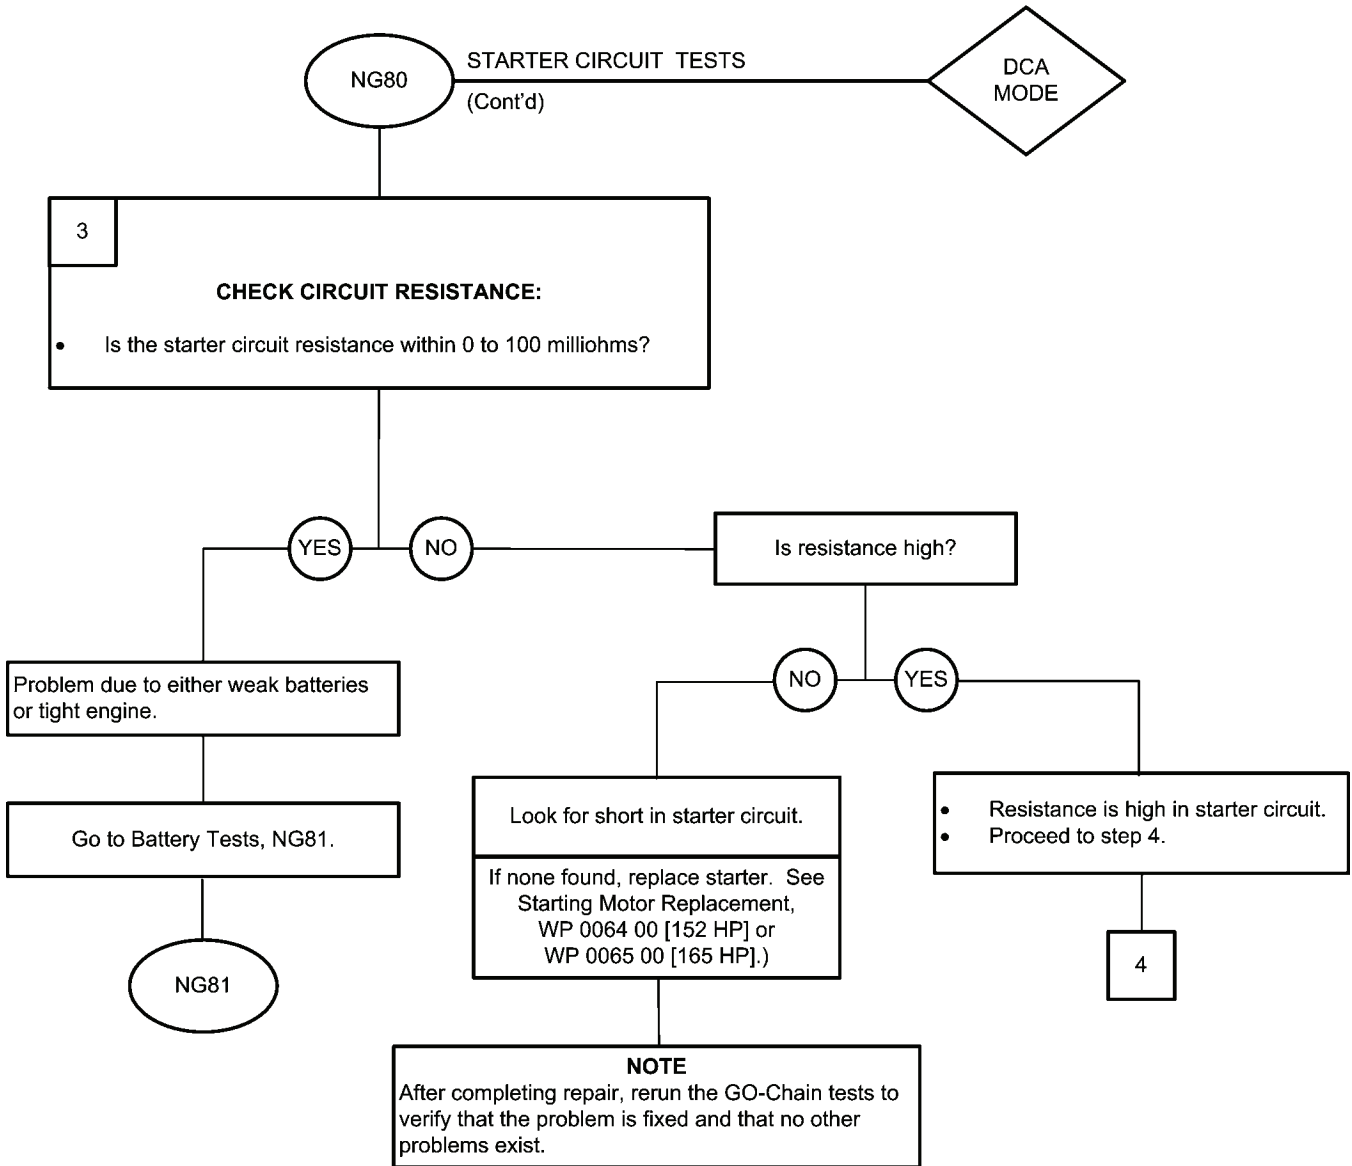 NG80
STARTER CIRCUIT TESTS
(Cont'd)
DCA
MODE
3
CHECK CIRCUIT RESISTANCE:
• Is the starter circuit resistance within 0 to 100 milliohms?
YES
NO
Is resistance high?
NO
YES
Problem due to either weak batteries
or tight engine.
Go to Battery Tests, NG81.
NG81
Look for short in starter circuit.
If none found, replace starter. See
Starting Motor Replacement,
WP 0064 00 [152 HP] or
WP 0065 00 [165 HP].)
• Resistance is high in starter circuit.
• Proceed to step 4.
4
NOTE
After completing repair, rerun the GO-Chain tests to
verify that the problem is fixed and that no other
problems exist.